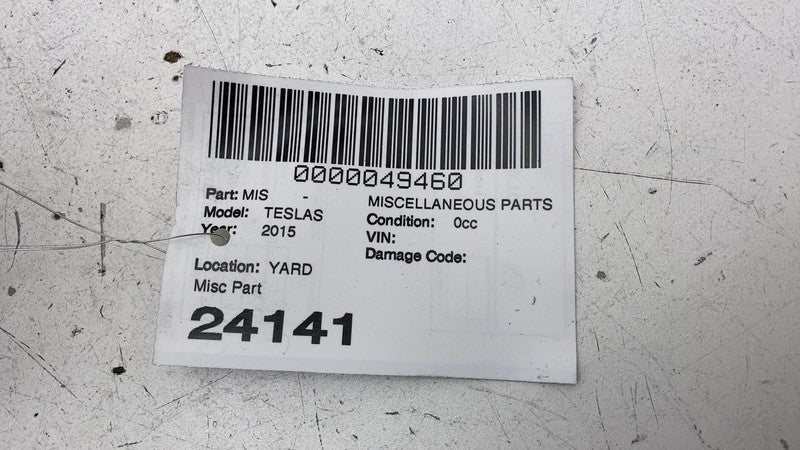 0000049460
Part: MIS - MISCELLANEOUS PARTS
Model: TESLAS Condition: 0cc
Year: 2015 VIN:
Damage Code:
Location: YARD
Misc Part
24141